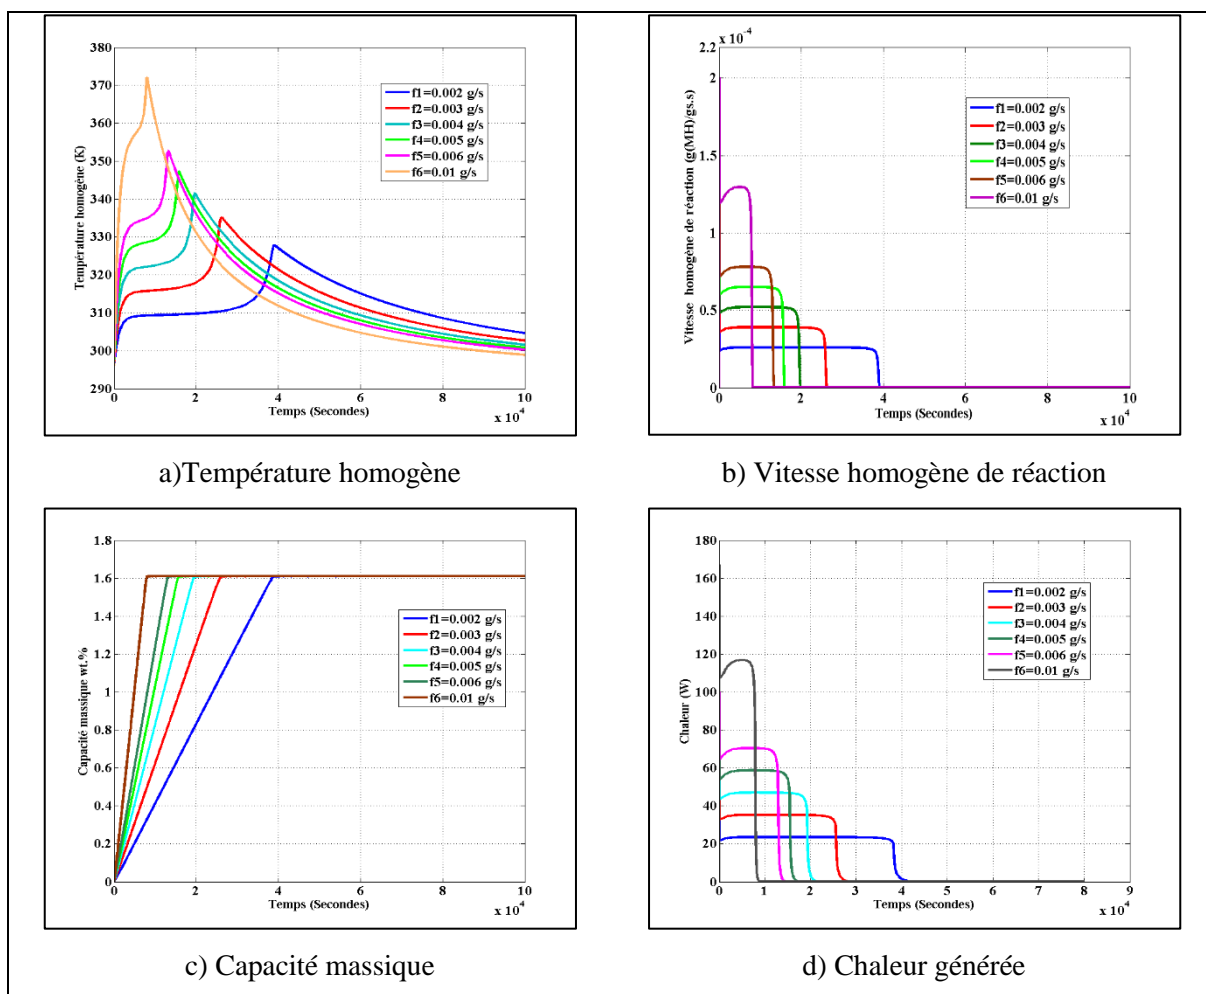 380
370
360
350
340
330
320
310
300
290
0
2
4
6
8
10
x 10^4
Température homogène (K)
Temps (Secondes)
f1=0.002 g/s
f2=0.003 g/s
f3=0.004 g/s
f4=0.005 g/s
f5=0.006 g/s
f6=0.01 g/s
a)Température homogène
x 10^-4
2.2
2
1.5
1
0.5
0
0
2
4
6
8
10
x 10^4
Vitesse homogène de réaction (g(MH)/gs.s)
Temps (Secondes)
f1=0.002 g/s
f2=0.003 g/s
f3=0.004 g/s
f4=0.005 g/s
f5=0.006 g/s
f6=0.01 g/s
b) Vitesse homogène de réaction
1.8
1.6
1.4
1.2
1
0.8
0.6
0.4
0.2
0
0
2
4
6
8
10
x 10^4
Capacité massique wt.%
Temps (Secondes)
f1=0.002 g/s
f2=0.003 g/s
f3=0.004 g/s
f4=0.005 g/s
f5=0.006 g/s
f6=0.01 g/s
c) Capacité massique
180
160
140
120
100
80
60
40
20
0
0
1
2
3
4
5
6
7
8
9
x 10^4
Chaleur (W)
Temps (Secondes)
f1=0.002 g/s
f2=0.003 g/s
f3=0.004 g/s
f4=0.005 g/s
f5=0.006 g/s
f6=0.01 g/s
d) Chaleur générée